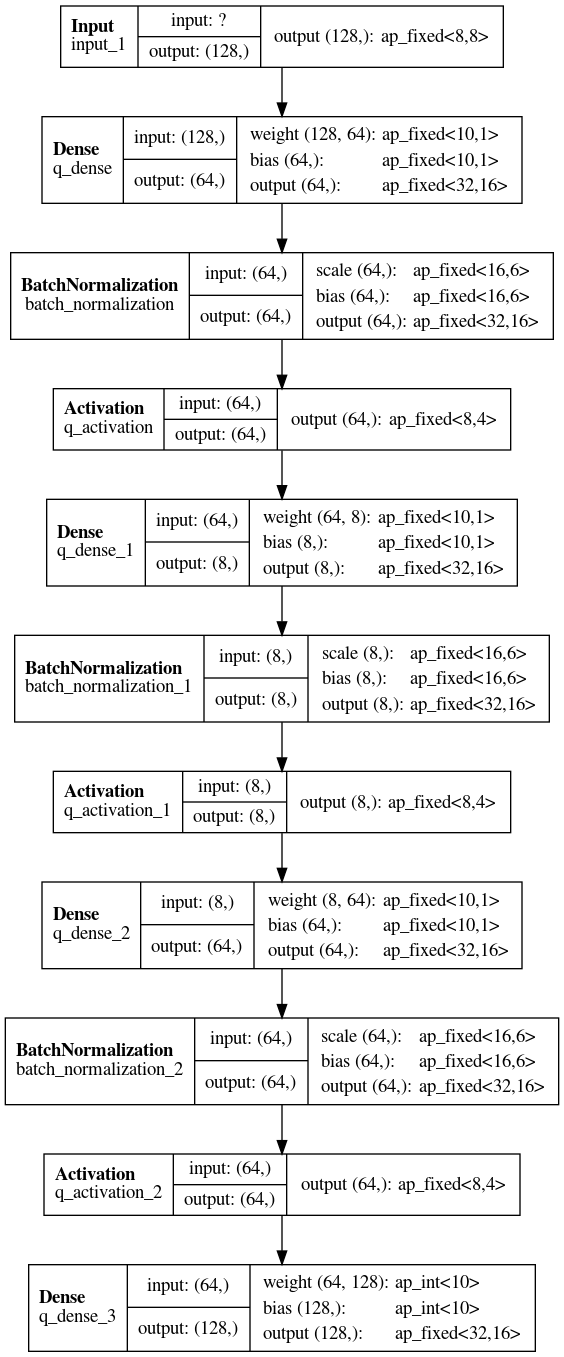 Input
input_1
input: ?
output: (128,)
output (128,): ap_fixed<8,8>
Dense
q_dense
input: (128,)
output: (64,)
weight (128, 64): ap_fixed<10,1>
bias (64,): ap_fixed<10,1>
output (64,): ap_fixed<32,16>
BatchNormalization
batch_normalization
input: (64,)
output: (64,)
scale (64,): ap_fixed<16,6>
bias (64,): ap_fixed<16,6>
output (64,): ap_fixed<32,16>
Activation
q_activation
input: (64,)
output: (64,)
output (64,): ap_fixed<8,4>
Dense
q_dense_1
input: (64,)
output: (8,)
weight (64, 8): ap_fixed<10,1>
bias (8,): ap_fixed<10,1>
output (8,): ap_fixed<32,16>
BatchNormalization
batch_normalization_1
input: (8,)
output: (8,)
scale (8,): ap_fixed<16,6>
bias (8,): ap_fixed<16,6>
output (8,): ap_fixed<32,16>
Activation
q_activation_1
input: (8,)
output: (8,)
output (8,): ap_fixed<8,4>
Dense
q_dense_2
input: (8,)
output: (64,)
weight (8, 64): ap_fixed<10,1>
bias (64,): ap_fixed<10,1>
output (64,): ap_fixed<32,16>
BatchNormalization
batch_normalization_2
input: (64,)
output: (64,)
scale (64,): ap_fixed<16,6>
bias (64,): ap_fixed<16,6>
output (64,): ap_fixed<32,16>
Activation
q_activation_2
input: (64,)
output: (64,)
output (64,): ap_fixed<8,4>
Dense
q_dense_3
input: (64,)
output: (128,)
weight (64, 128): ap_int<10>
bias (128,): ap_int<10>
output (128,): ap_fixed<32,16>